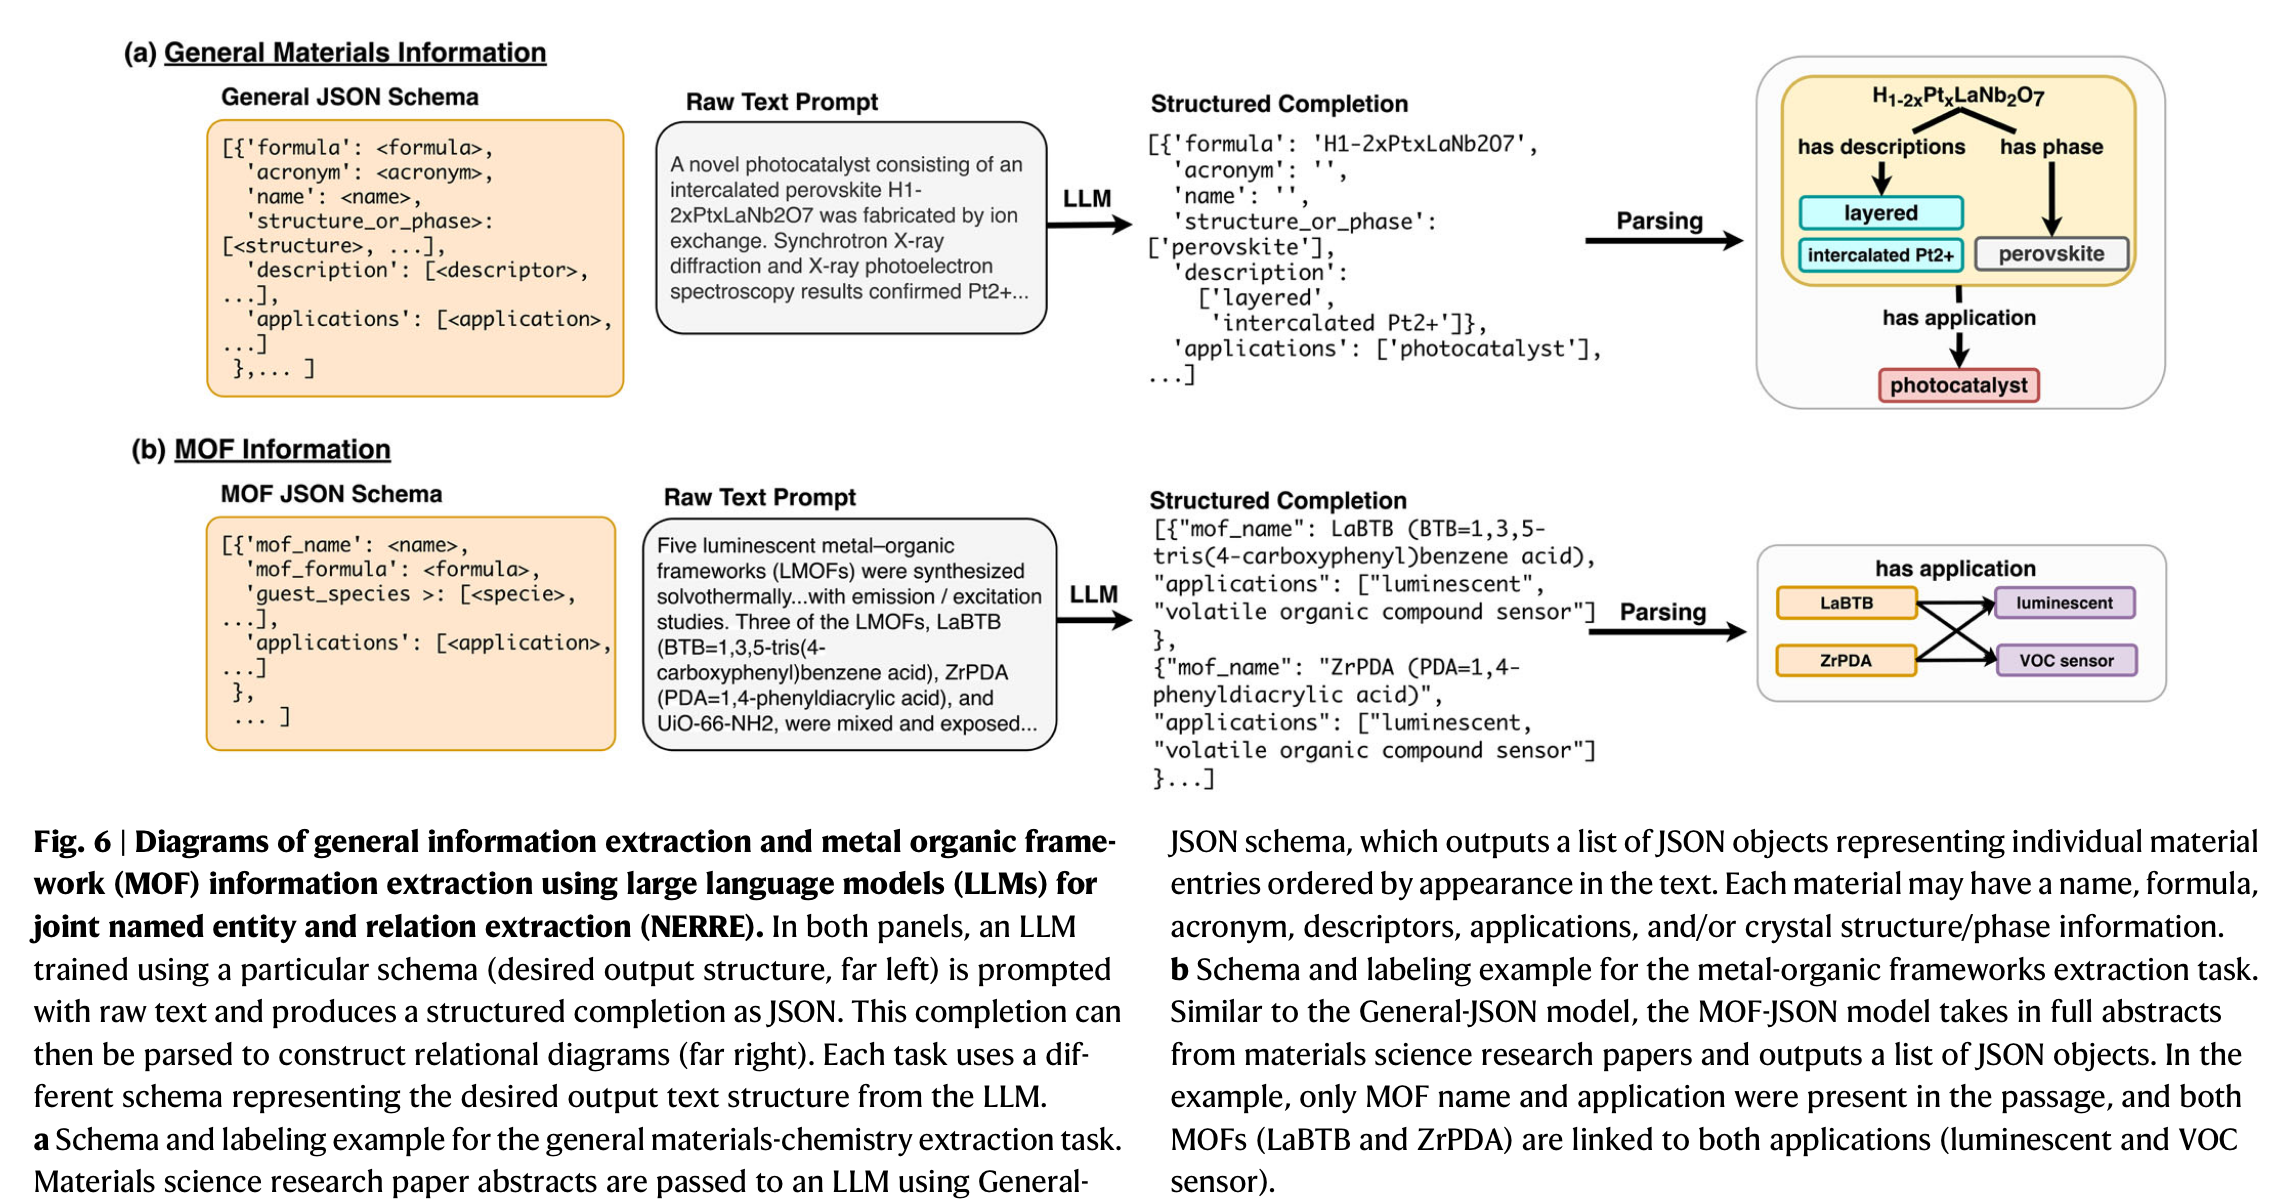 (a) General Materials Information
General JSON Schema
[{'formula': <formula>,
'acronym': <acronym>,
'name': <name>,
'structure_or_phase>:
[<structure>, ...],
'description': [<descriptor>,
...],
'applications': [<application>,
...]
},... ]
Raw Text Prompt
A novel photocatalyst consisting of an
intercalated perovskite H1-
2xPtxLaNb2O7 was fabricated by ion
exchange. Synchrotron X-ray
diffraction and X-ray photoelectron
spectroscopy results confirmed Pt2+...
LLM
Structured Completion
[{'formula': 'H1-2xPtxLaNb2O7',
'acronym': '',
'name': '',
'structure_or_phase':
['perovskite'],
'description':
['layered',
'intercalated Pt2+']},
'applications': ['photocatalyst'],
...]
Parsing
H1-2xPtxLaNb2O7
has descriptions
has phase
layered
intercalated Pt2+
perovskite
has application
photocatalyst
(b) MOF Information
MOF JSON Schema
[{'mof_name': <name>,
'mof_formula': <formula>,
'guest_species >: [<specie>,
...],
'applications': [<application>,
...]
},
... ]
Raw Text Prompt
Five luminescent metal–organic
frameworks (LMOFs) were synthesized
solvothermally...with emission / excitation
studies. Three of the LMOFs, LaBTB
(BTB=1,3,5-tris(4-
carboxyphenyl)benzene acid), ZrPDA
(PDA=1,4-phenyldiacrylic acid), and
UiO-66-NH2, were mixed and exposed...
LLM
Structured Completion
[{"mof_name": LaBTB (BTB=1,3,5-
tris(4-carboxyphenyl)benzene acid),
"applications": ["luminescent",
"volatile organic compound sensor"]
},
{"mof_name": "ZrPDA (PDA=1,4-
phenyldiacrylic acid)",
"applications": ["luminescent,
"volatile organic compound sensor"]
}...]
Parsing
has application
LaBTB
luminescent
ZrPDA
VOC sensor
Fig. 6 | Diagrams of general information extraction and metal organic frame-
work (MOF) information extraction using large language models (LLMs) for
joint named entity and relation extraction (NERRE). In both panels, an LLM
trained using a particular schema (desired output structure, far left) is prompted
with raw text and produces a structured completion as JSON. This completion can
then be parsed to construct relational diagrams (far right). Each task uses a dif-
ferent schema representing the desired output text structure from the LLM.
a Schema and labeling example for the general materials-chemistry extraction task.
Materials science research paper abstracts are passed to an LLM using General-
JSON schema, which outputs a list of JSON objects representing individual material
entries ordered by appearance in the text. Each material may have a name, formula,
acronym, descriptors, applications, and/or crystal structure/phase information.
b Schema and labeling example for the metal-organic frameworks extraction task.
Similar to the General-JSON model, the MOF-JSON model takes in full abstracts
from materials science research papers and outputs a list of JSON objects. In the
example, only MOF name and application were present in the passage, and both
MOFs (LaBTB and ZrPDA) are linked to both applications (luminescent and VOC
sensor).